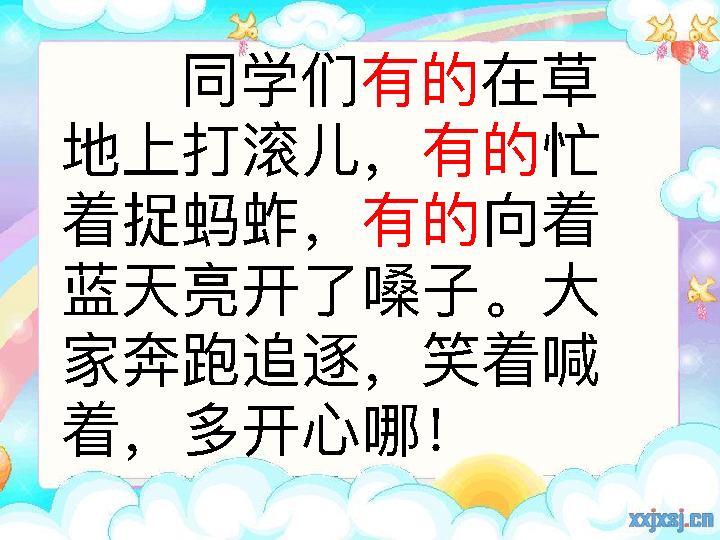 同学们有的在草
地上打滚儿，有的忙
着捉蚂蚱，有的向着
蓝天亮开了嗓子。大
家奔跑追逐，笑着喊
着，多开心哪！
xxjxsj.cn